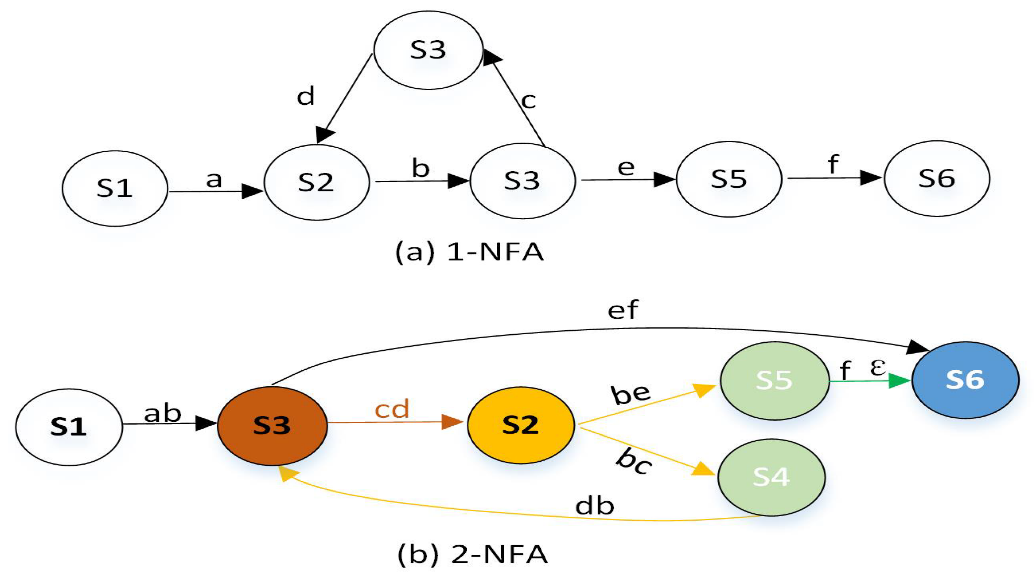 S3
d
c
S1
a
S2
b
S3
e
S5
f
S6
(a) 1-NFA
ef
S1
ab
S3
cd
S2
be
S5
f ε
S6
bc
S4
db
(b) 2-NFA